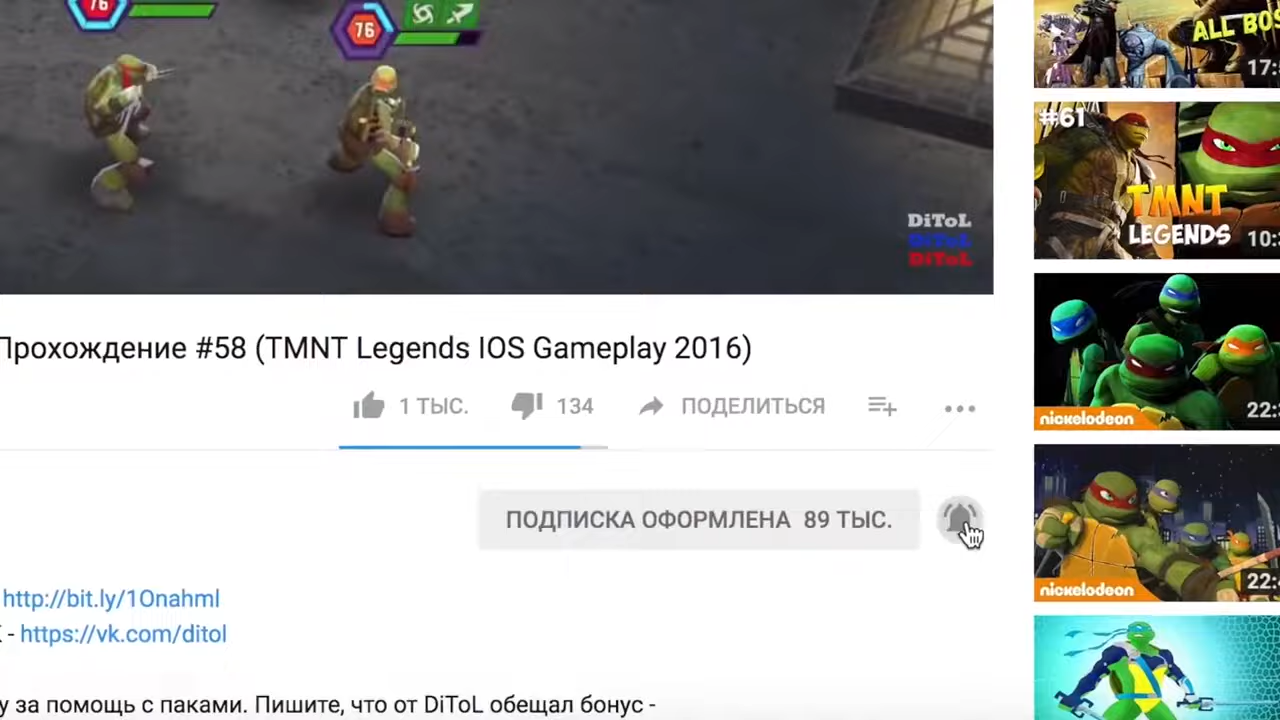 76
76
DiToL
DiToL
DiToL
Прохождение #58 (TMNT Legends IOS Gameplay 2016)
1 ТЫС.
134
ПОДЕЛИТЬСЯ
ПОДПИСКА ОФОРМЛЕНА 89 ТЫС.
http://bit.ly/1Onahml
- https://vk.com/ditol
у за помощь с паками. Пишите, что от DiToL обещал бонус -
ALL BOS
17:
#61
TMNT
LEGENDS
10:
nickelodeon
22:
nickelodeon
22: